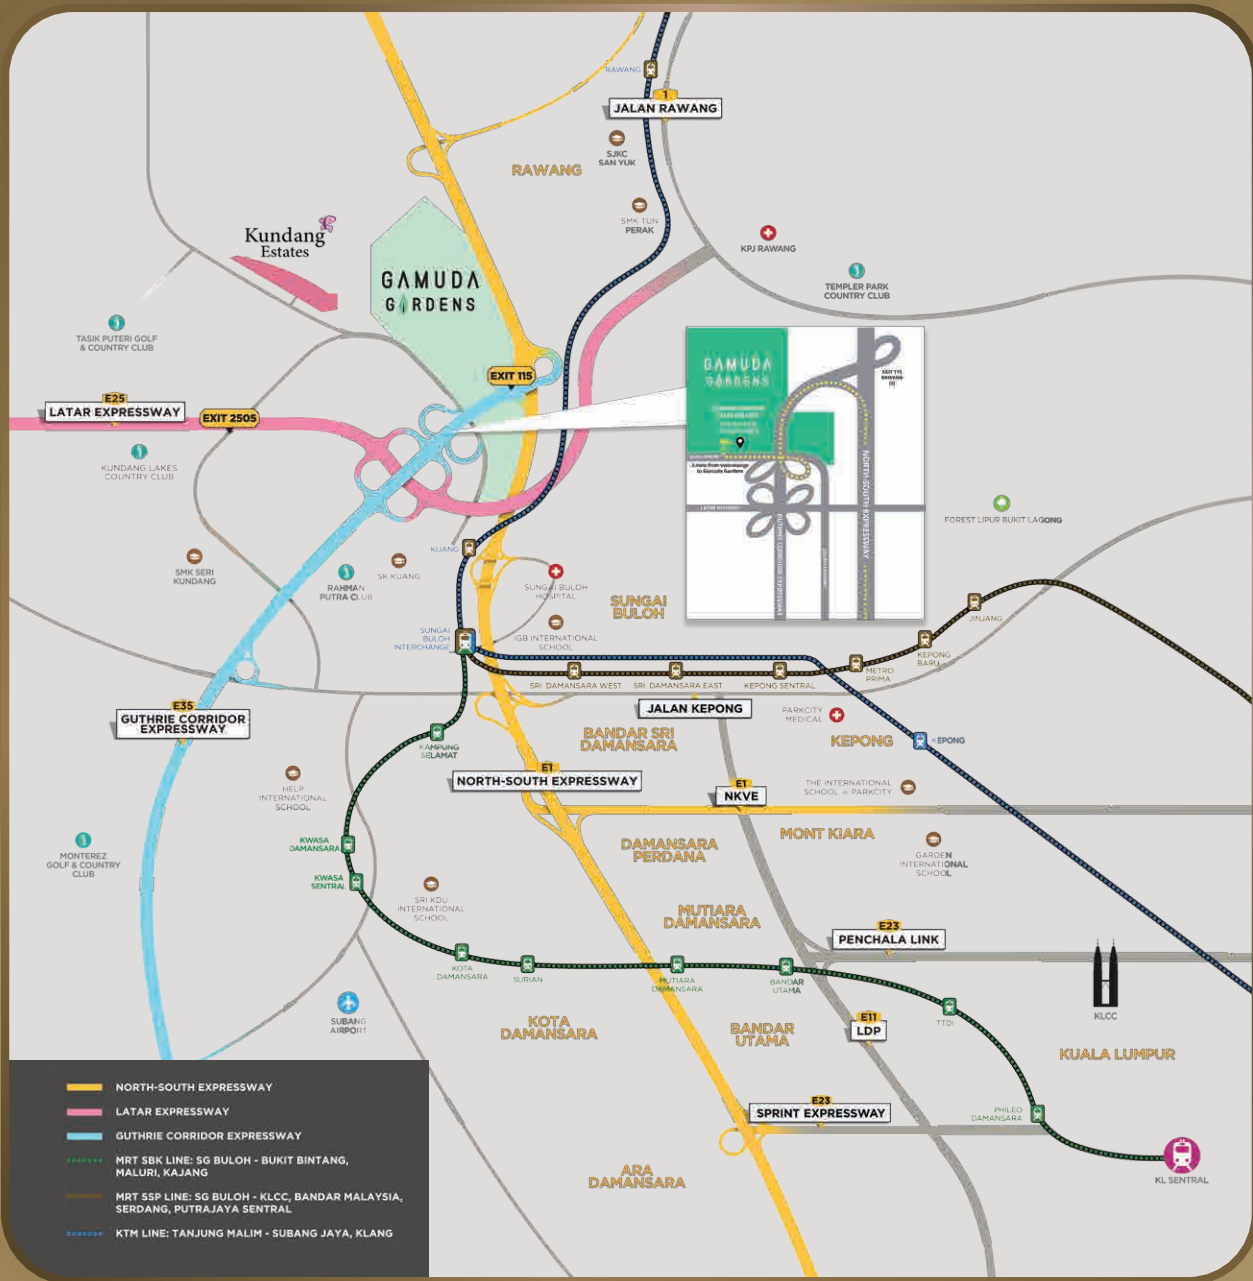 RAWANG
1
JALAN RAWANG
SJKC
SAN YUK
RAWANG
SMK TUN
PERAK
KPJ RAWANG
Kundang
Estates
GAMUDA
GARDENS
TEMPLER PARK
COUNTRY CLUB
TASIK PUTERI GOLF
& COUNTRY CLUB
EXIT 115
E25
LATAR EXPRESSWAY
EXIT 2505
KUNDANG LAKES
COUNTRY CLUB
GAMUDA
GARDENS
NORTH-SOUTH EXPRESSWAY
GUTHRIE CORRIDOR EXPRESSWAY
FOREST LIPUR BUKIT LAGONG
KUANG
SMK SERI
KUNDANG
SK KUANG
RAHMAN
PUTRA CLUB
SUNGAI BULOH
HOSPITAL
SUNGAI
BULOH
JINJANG
SUNGAI
BULOH
INTERCHANGE
IGB INTERNATIONAL
SCHOOL
KEPONG
BARU
METRO
PRIMA
SRI DAMANSARA WEST
SRI DAMANSARA EAST
KEPONG SENTRAL
E35
GUTHRIE CORRIDOR
EXPRESSWAY
JALAN KEPONG
PARKCITY
MEDICAL
BANDAR SRI
DAMANSARA
KEPONG
KEPONG
KAMPUNG
SELAMAT
E1
NORTH-SOUTH EXPRESSWAY
E1
NKVE
THE INTERNATIONAL
SCHOOL @ PARKCITY
HELP
INTERNATIONAL
SCHOOL
MONT KIARA
KWASA
DAMANSARA
DAMANSARA
PERDANA
GARDEN
INTERNATIONAL
SCHOOL
MONTEREZ
GOLF & COUNTRY
CLUB
KWASA
SENTRAL
SRI KDU
INTERNATIONAL
SCHOOL
MUTIARA
DAMANSARA
E23
PENCHALA LINK
KOTA
DAMANSARA
SURIAN
MUTIARA
DAMANSARA
BANDAR
UTAMA
KLCC
SUBANG
AIRPORT
KOTA
DAMANSARA
BANDAR
UTAMA
E11
LDP
TTDI
KUALA LUMPUR
E23
SPRINT EXPRESSWAY
PHILEO
DAMANSARA
ARA
DAMANSARA
KL SENTRAL
NORTH-SOUTH EXPRESSWAY
LATAR EXPRESSWAY
GUTHRIE CORRIDOR EXPRESSWAY
MRT SBK LINE: SG BULOH - BUKIT BINTANG,
MALURI, KAJANG
MRT SSP LINE: SG BULOH - KLCC, BANDAR MALAYSIA,
SERDANG, PUTRAJAYA SENTRAL
KTM LINE: TANJUNG MALIM - SUBANG JAYA, KLANG